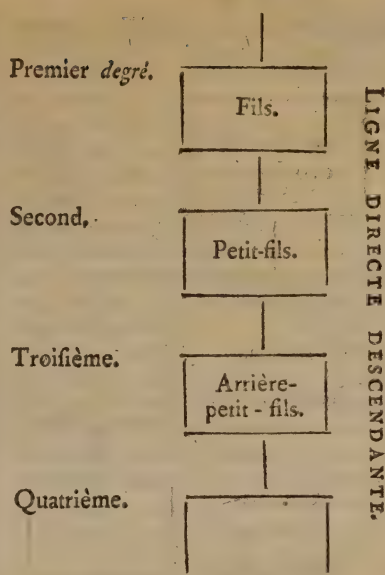 Premier degré.
Fils.
Second,
Petit-fils.
Troiſième.
Arrière-
petit-fils.
Quatrième.
LIGNE DIRECTE DESCENDANTE.